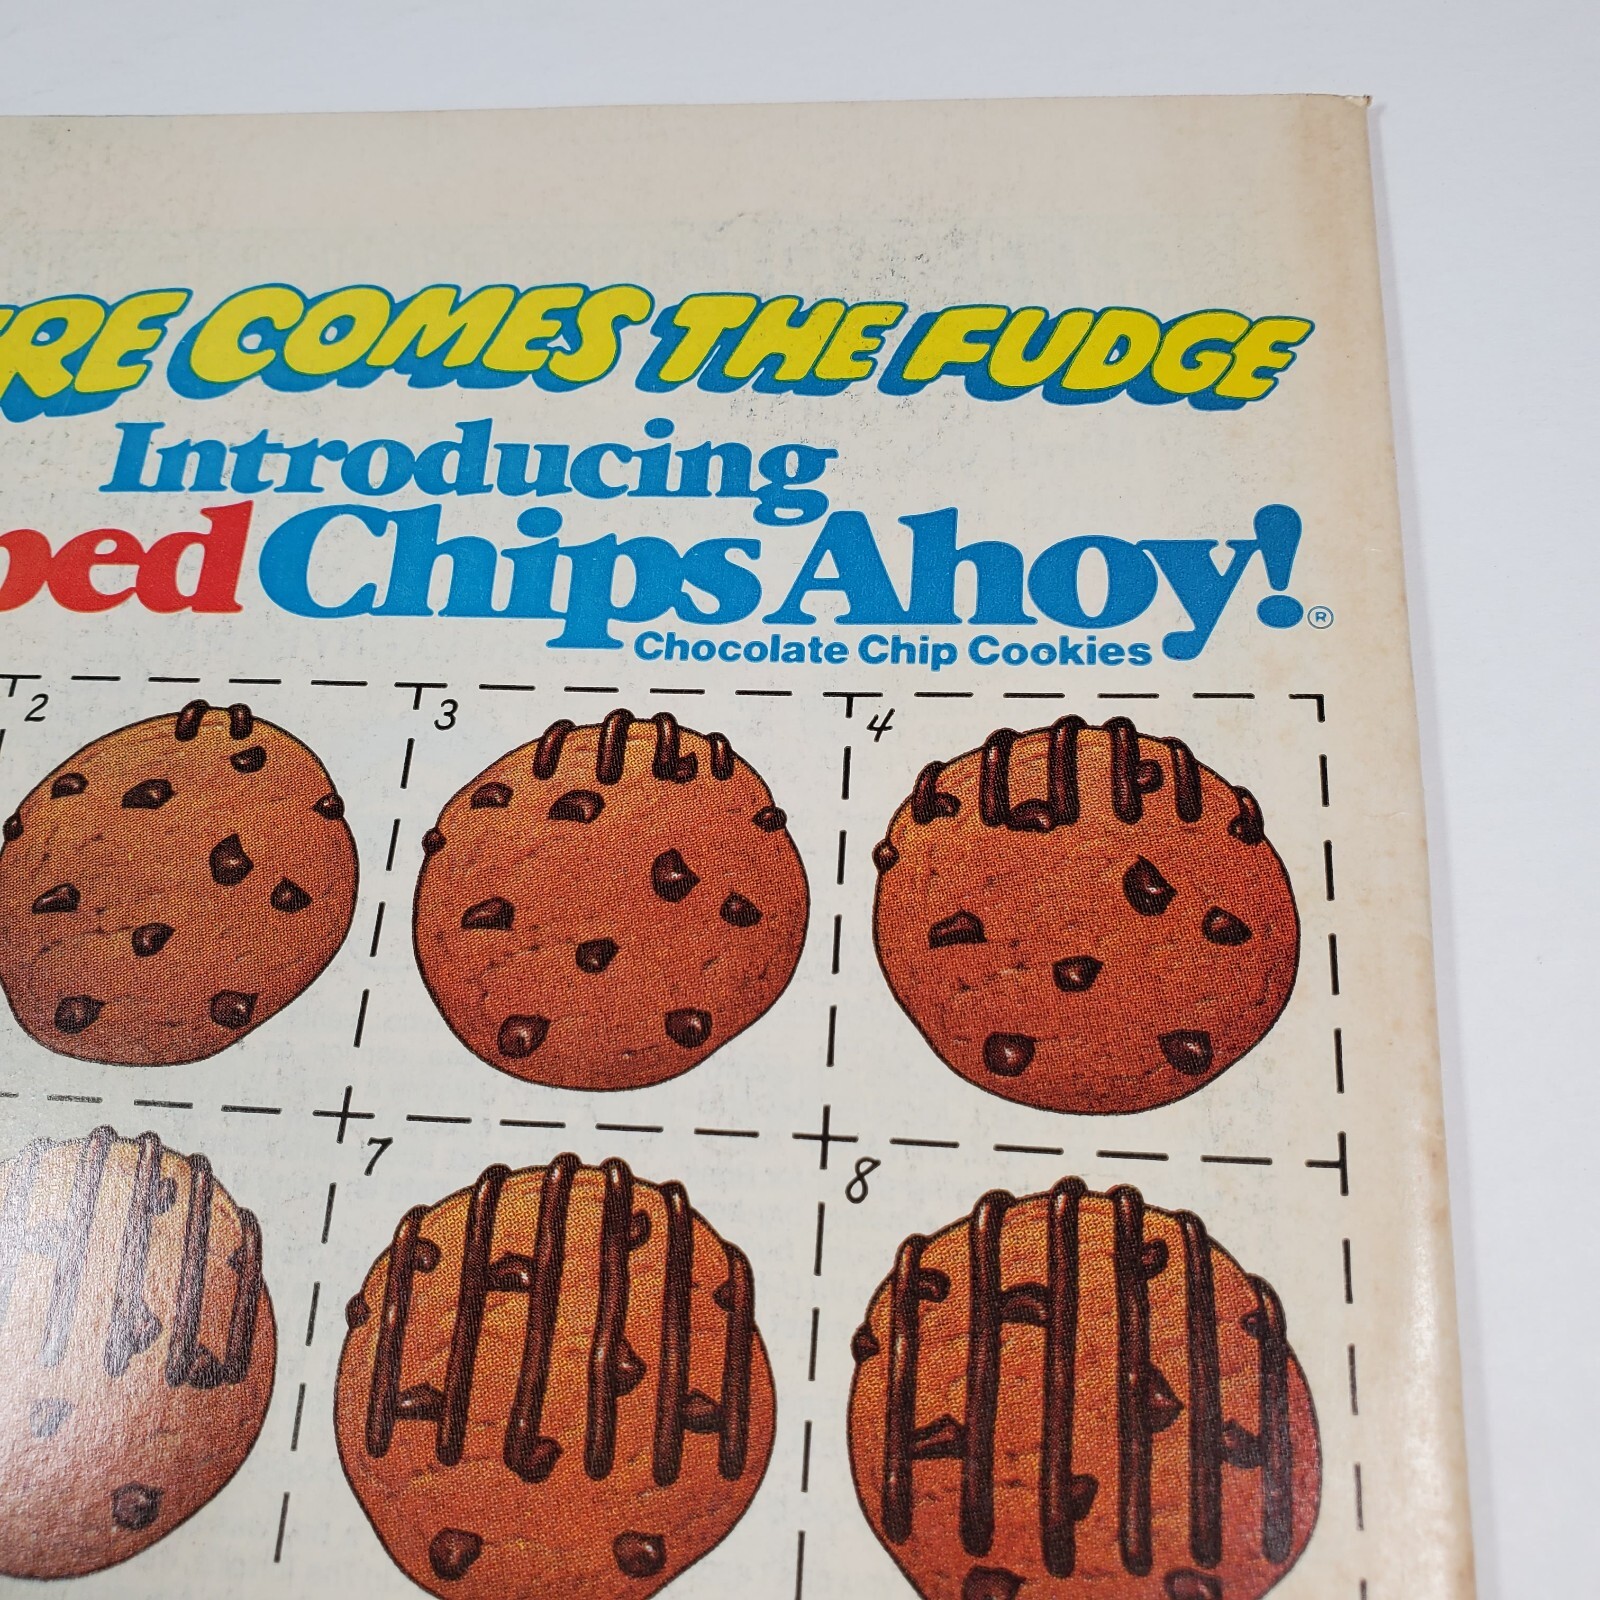 RE COMES THE FUDGE
Introducing
ped Chips Ahoy!®
Chocolate Chip Cookies
2 3 4
7 8